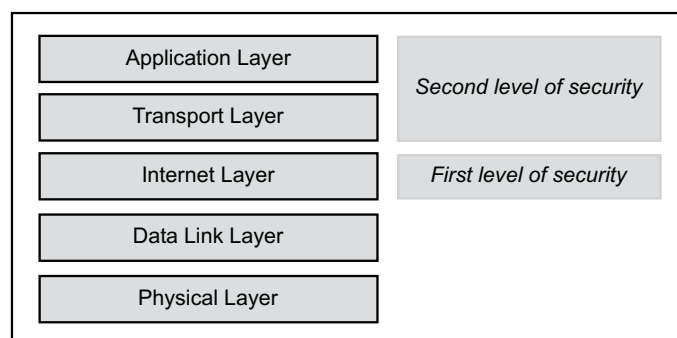 Application Layer
Second level of security
Transport Layer
Internet Layer
First level of security
Data Link Layer
Physical Layer